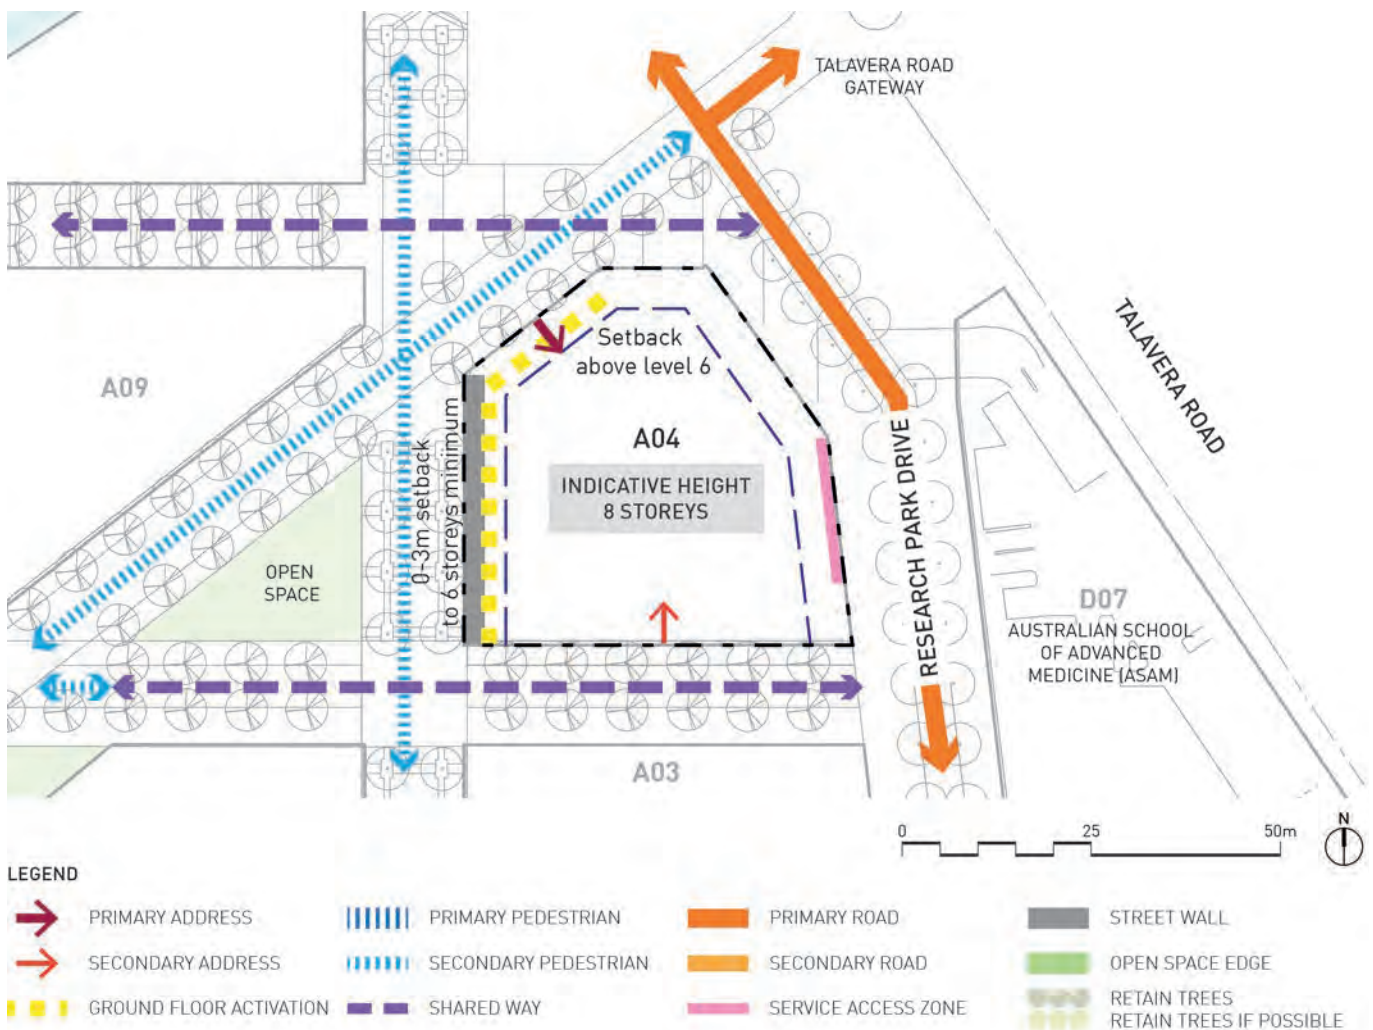 TALAVERA ROAD
GATEWAY
TALAVERA ROAD
A09
Setback
above level 6
A04
INDICATIVE HEIGHT
8 STOREYS
0-3m setback
to 6 storeys minimum
OPEN
SPACE
RESEARCH PARK DRIVE
D07
AUSTRALIAN SCHOOL
OF ADVANCED
MEDICINE (ASAM)
A03
0 25 50m
N
LEGEND
PRIMARY ADDRESS
SECONDARY ADDRESS
GROUND FLOOR ACTIVATION
PRIMARY PEDESTRIAN
SECONDARY PEDESTRIAN
SHARED WAY
PRIMARY ROAD
SECONDARY ROAD
SERVICE ACCESS ZONE
STREET WALL
OPEN SPACE EDGE
RETAIN TREES
RETAIN TREES IF POSSIBLE